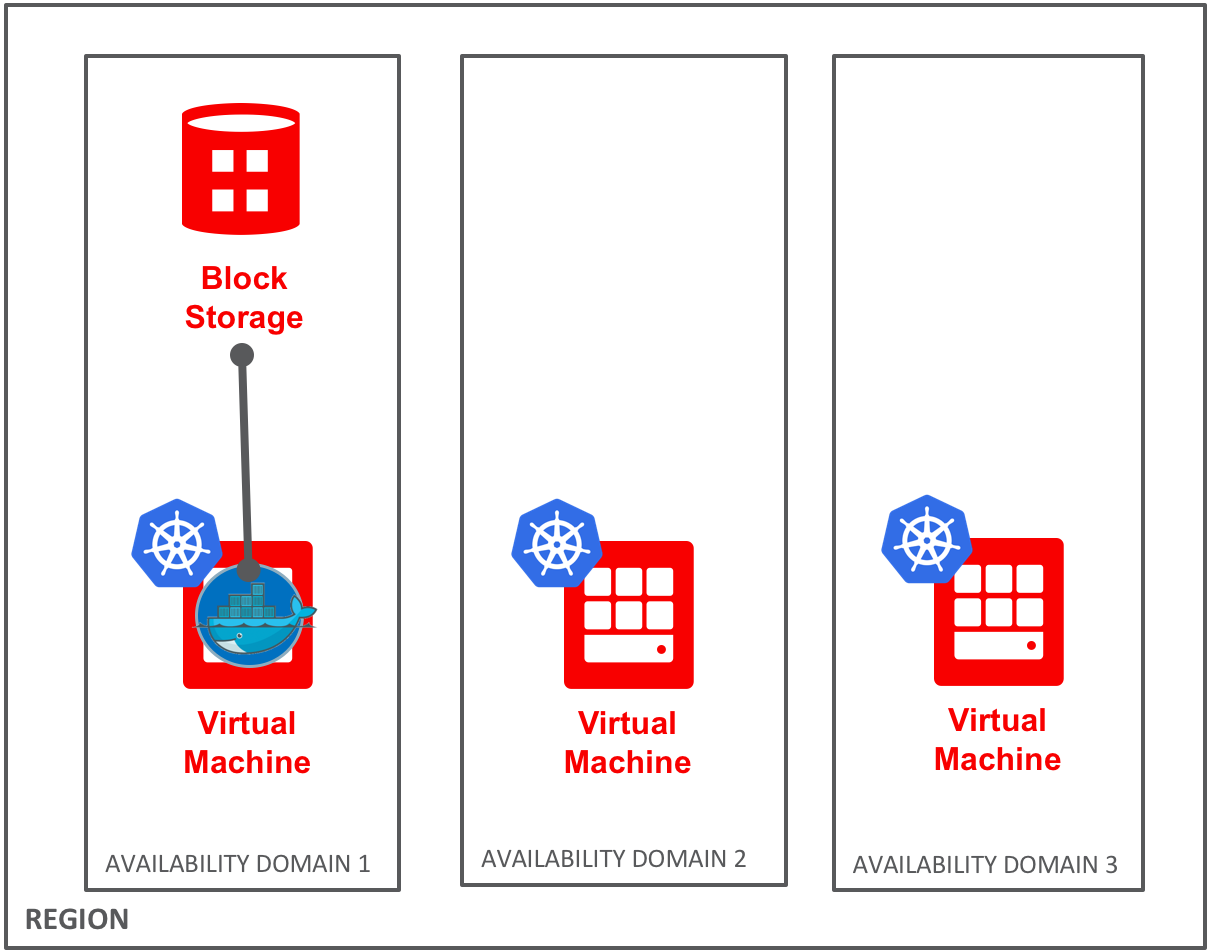 Block
Storage
Virtual
Machine
AVAILABILITY DOMAIN 1
Virtual
Machine
AVAILABILITY DOMAIN 2
Virtual
Machine
AVAILABILITY DOMAIN 3
REGION